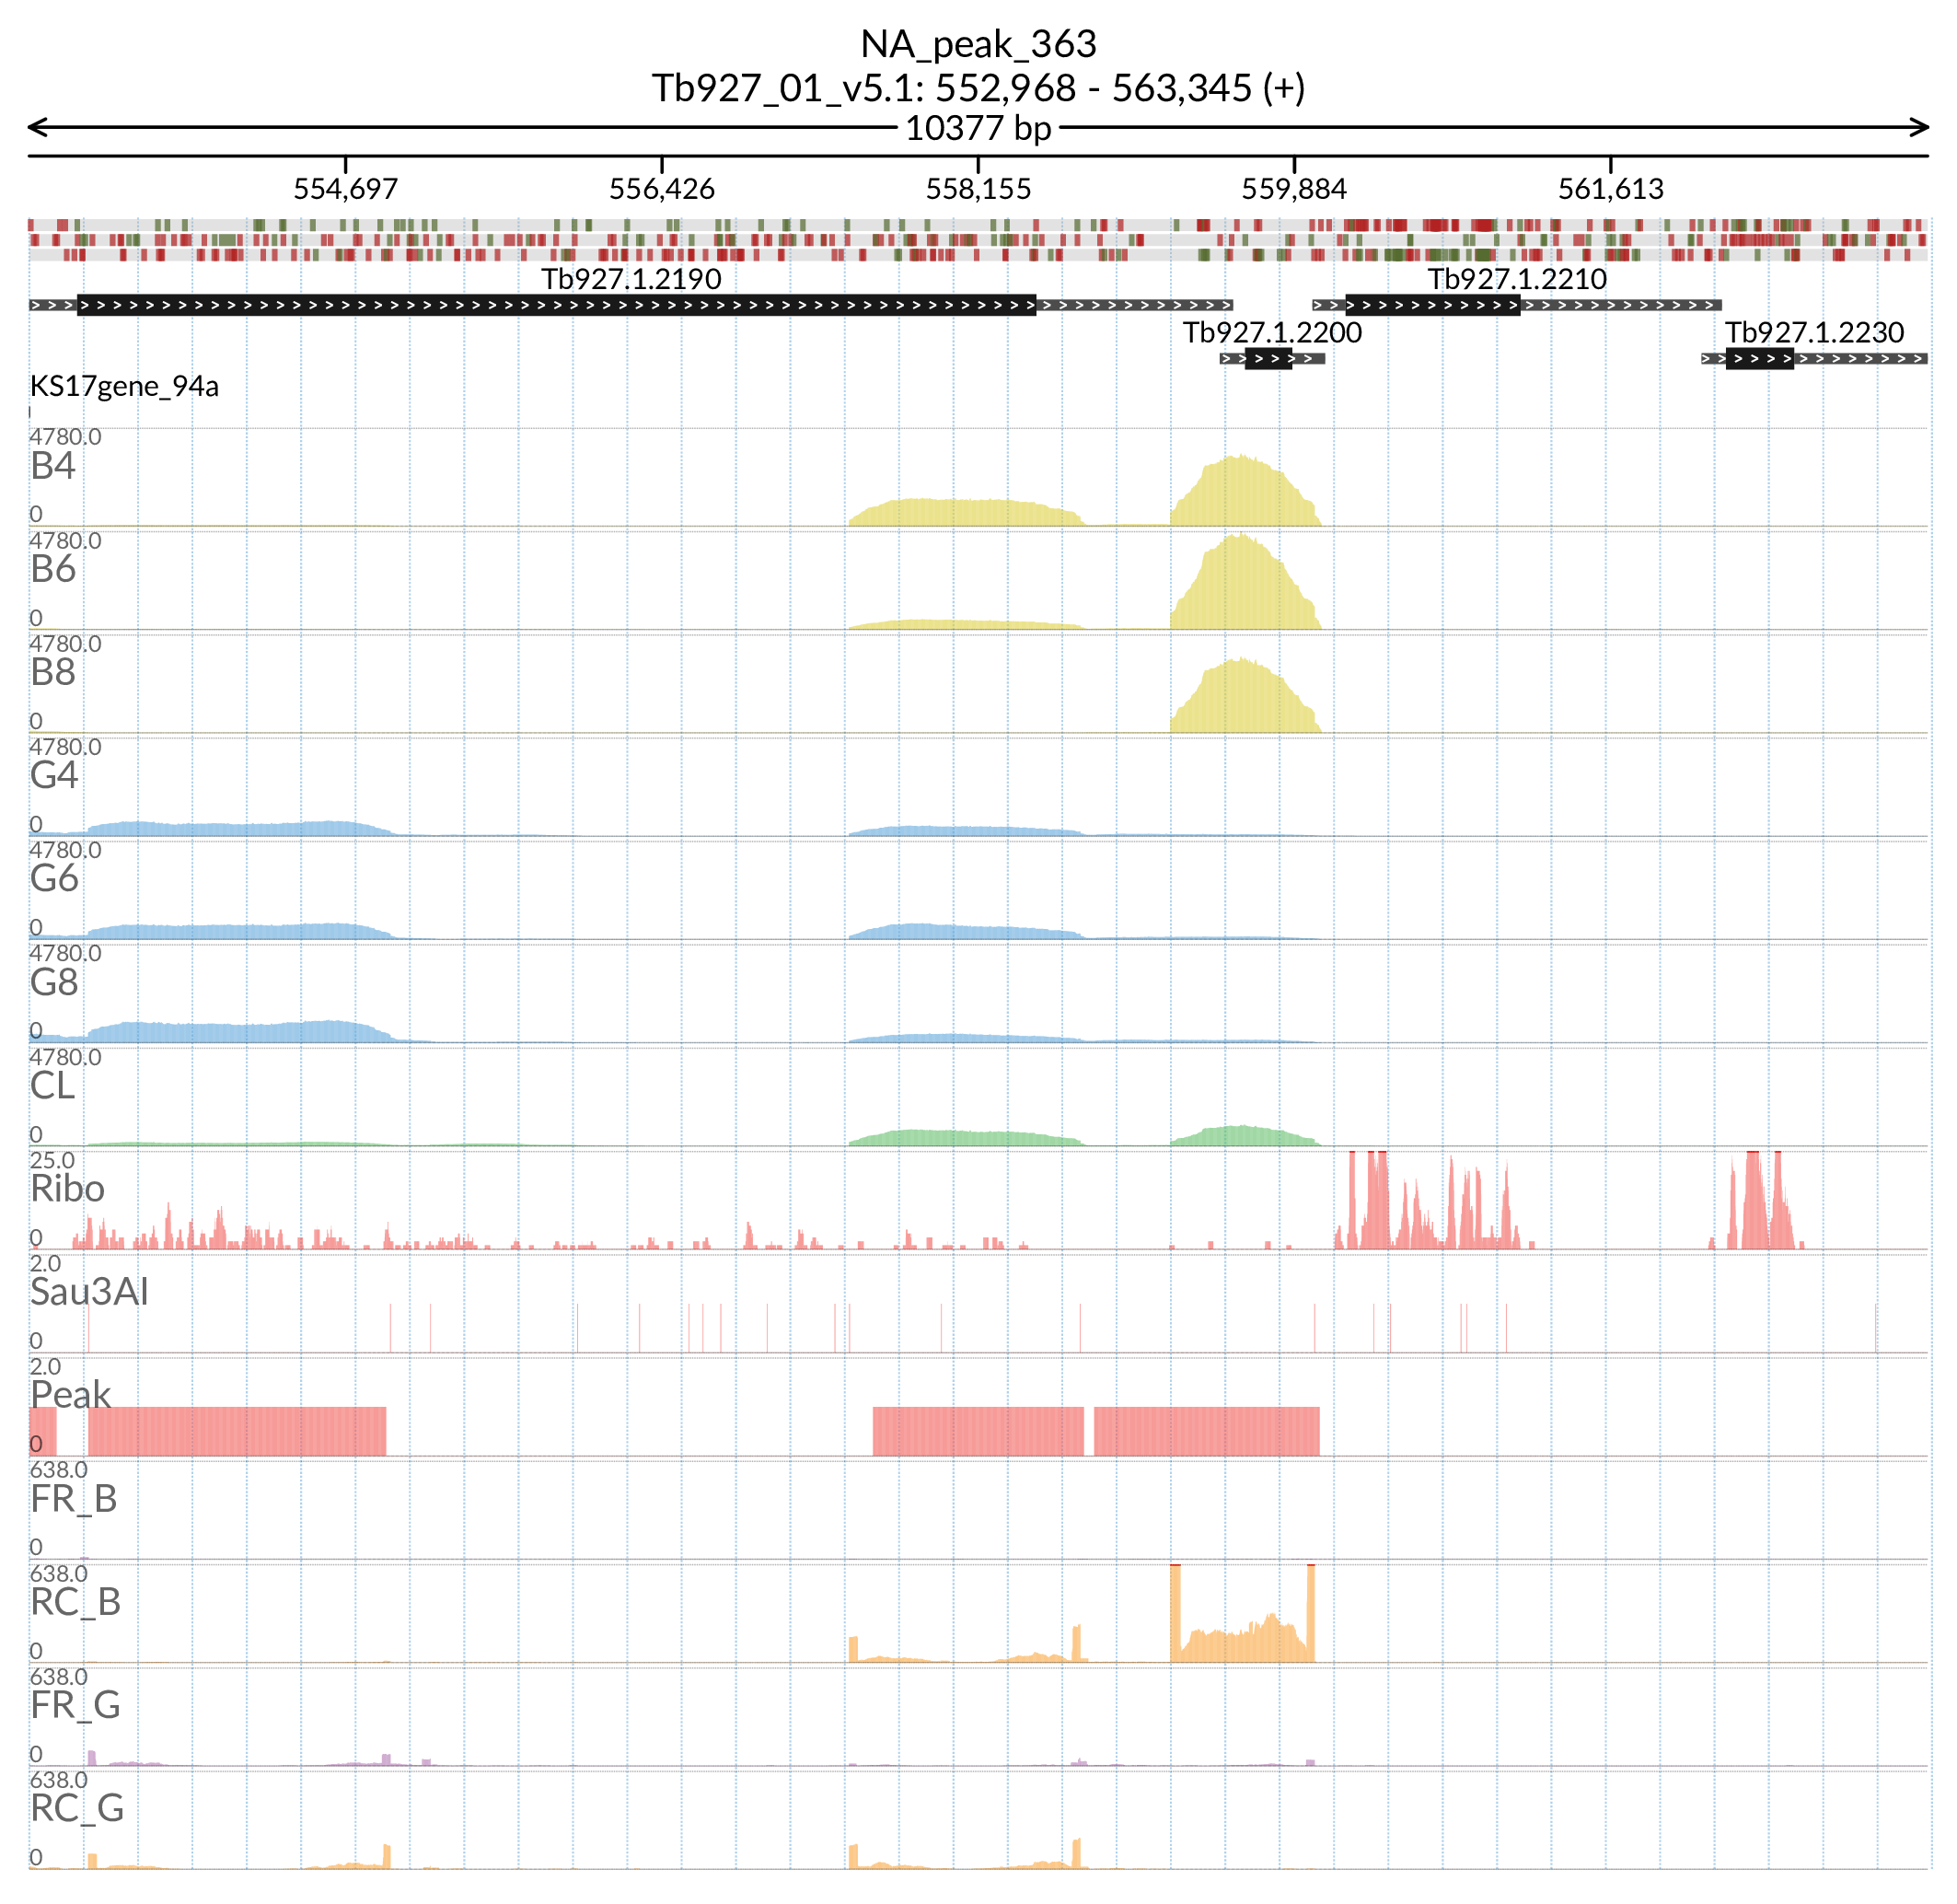 NA_peak_363
Tb927_01_v5.1: 552,968 - 563,345 (+)
10377 bp
554,697 556,426 558,155 559,884 561,613
Tb927.1.2190 Tb927.1.2210
Tb927.1.2200 Tb927.1.2230
KS17gene_94a
4780.0
B4
0
4780.0
B6
0
4780.0
B8
0
4780.0
G4
0
4780.0
G6
0
4780.0
G8
0
4780.0
CL
0
25.0
Ribo
0
2.0
Sau3AI
0
2.0
Peak
0
638.0
FR_B
0
638.0
RC_B
0
638.0
FR_G
0
638.0
RC_G
0